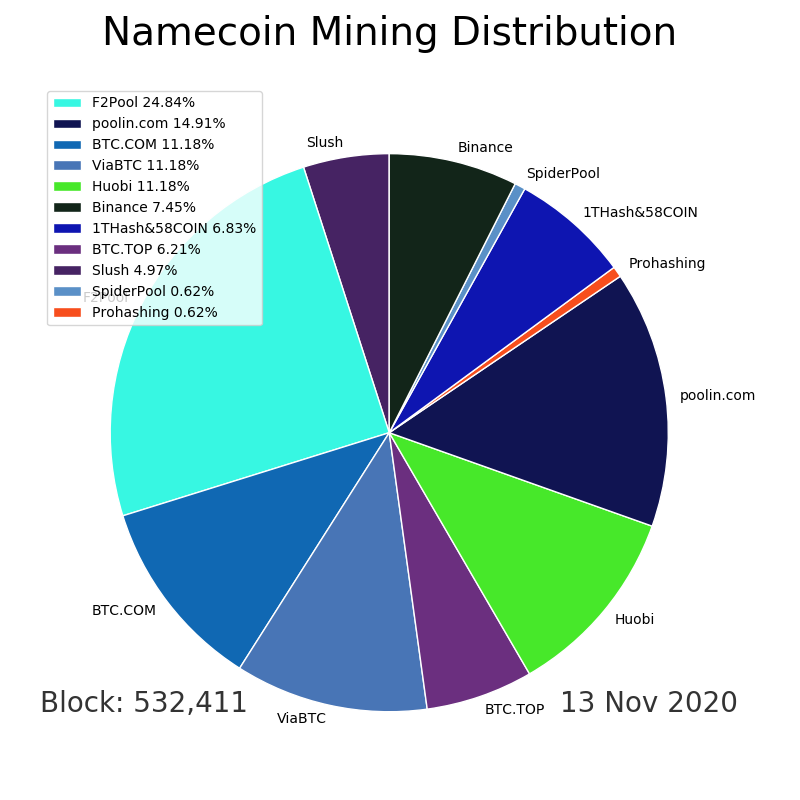 Namecoin Mining Distribution
F2Pool 24.84%
poolin.com 14.91%
BTC.COM 11.18%
ViaBTC 11.18%
Huobi 11.18%
Binance 7.45%
1THash&58COIN 6.83%
BTC.TOP 6.21%
Slush 4.97%
SpiderPool 0.62%
Prohashing 0.62%
Slush
Binance
SpiderPool
1THash&58COIN
Prohashing
F2Pool
poolin.com
BTC.COM
Huobi
ViaBTC
BTC.TOP
Block: 532,411
13 Nov 2020